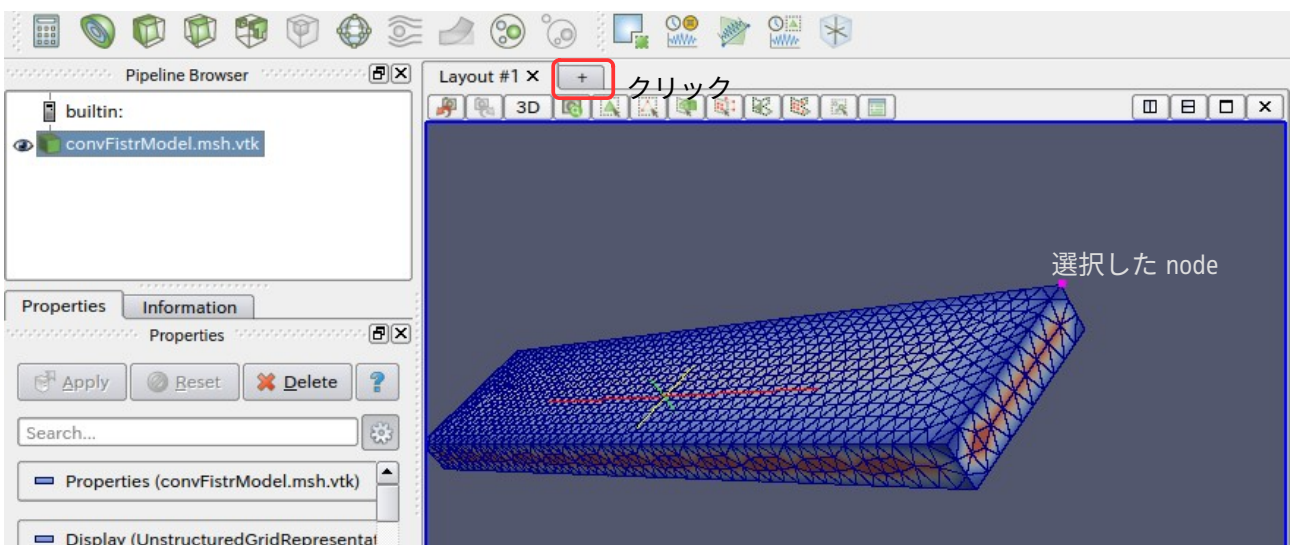 Pipeline Browser
builtin:
convFistrModel.msh.vtk
Properties Information
Properties
Apply Reset Delete ?
Search...
Properties (convFistrModel.msh.vtk)
Display (UnstructuredGridRepresentat
Layout #1 +
クリック
3D
選択した node